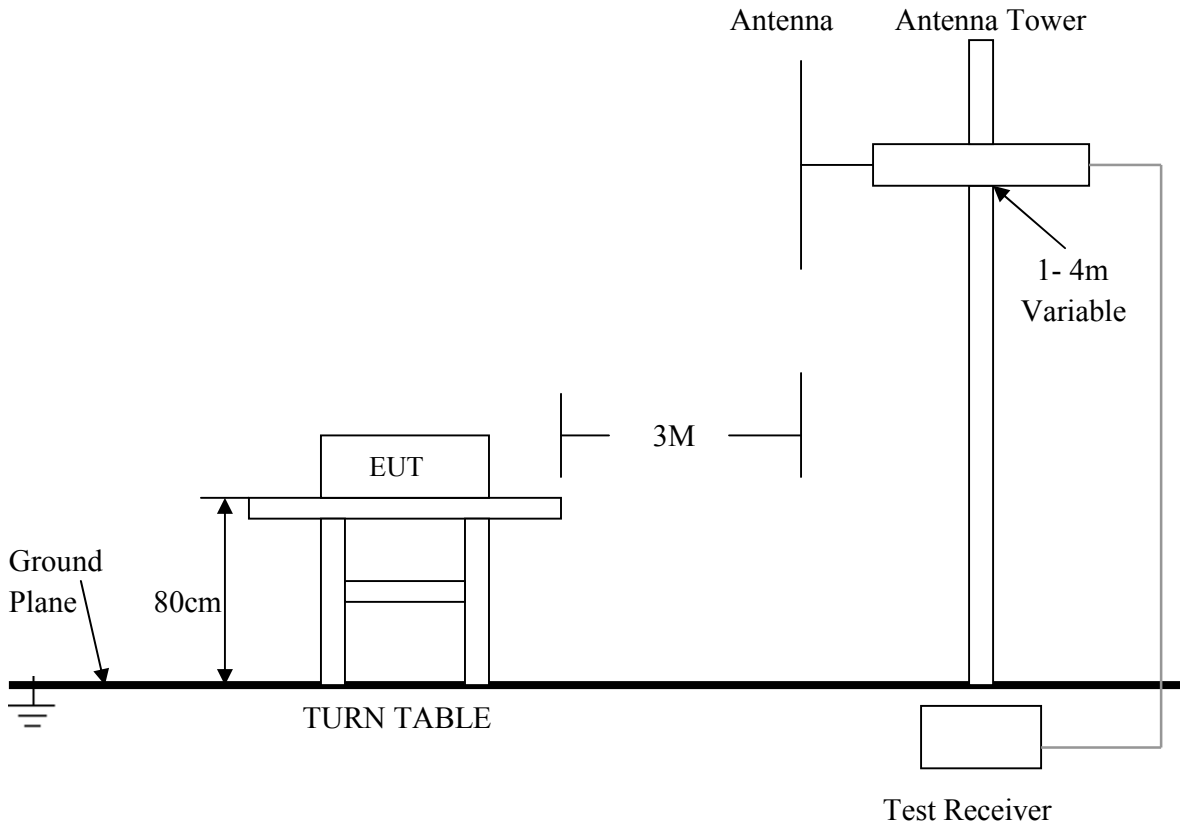 Antenna
Antenna Tower
1- 4m
Variable
3M
EUT
Ground
Plane
80cm
TURN TABLE
Test Receiver